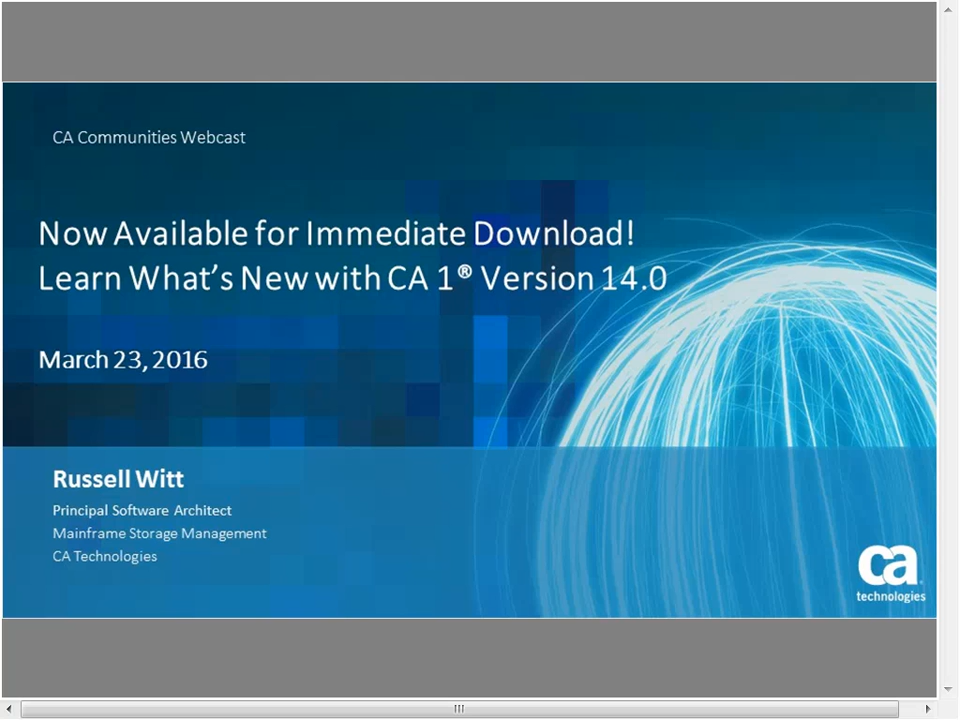 CA Communities Webcast
Now Available for Immediate Download!
Learn What's New with CA 1® Version 14.0
March 23, 2016
Russell Witt
Principal Software Architect
Mainframe Storage Management
CA Technologies
ca
technologies